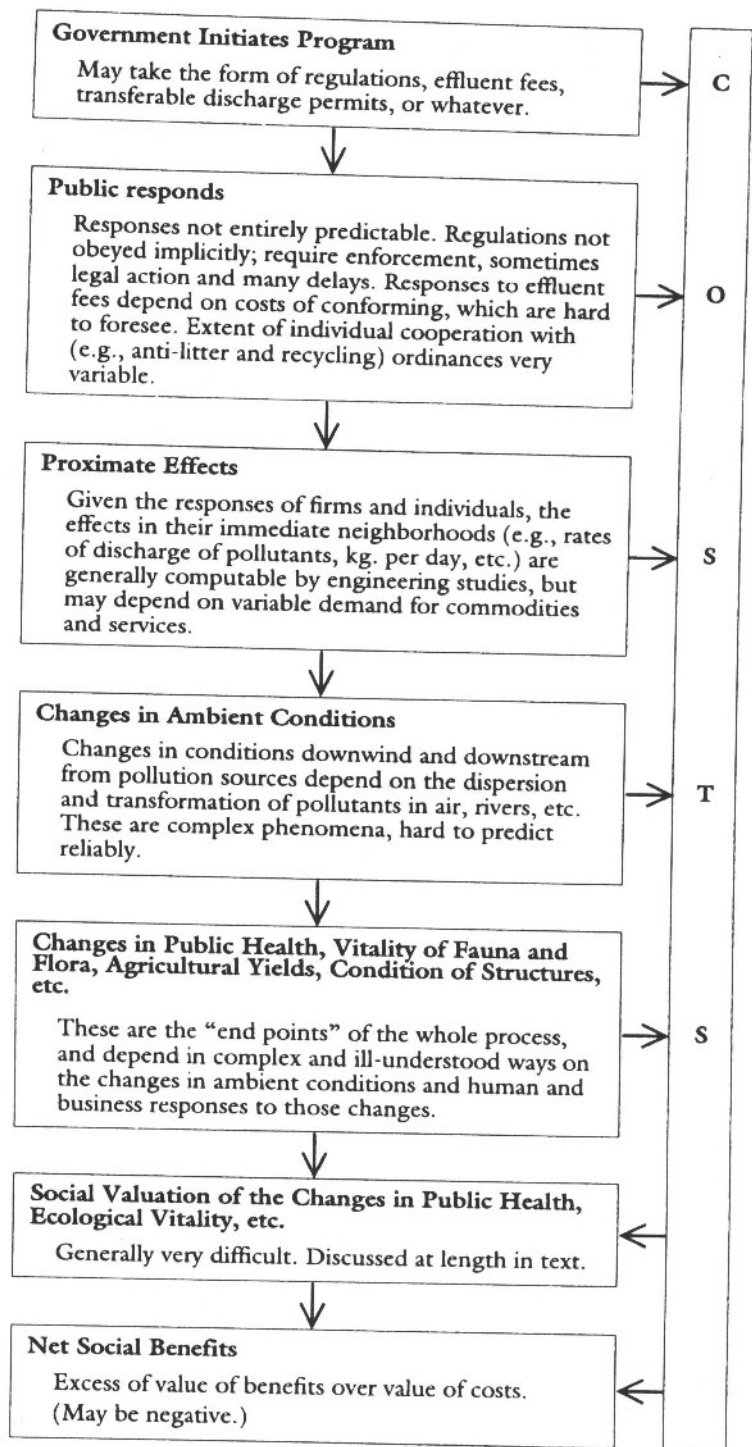 Government Initiates Program
May take the form of regulations, effluent fees,
transferable discharge permits, or whatever.
C
Public responds
Responses not entirely predictable. Regulations not
obeyed implicitly; require enforcement, sometimes
legal action and many delays. Responses to effluent
fees depend on costs of conforming, which are hard
to foresee. Extent of individual cooperation with
(e.g., anti-litter and recycling) ordinances very
variable.
O
Proximate Effects
Given the responses of firms and individuals, the
effects in their immediate neighborhoods (e.g., rates
of discharge of pollutants, kg. per day, etc.) are
generally computable by engineering studies, but
may depend on variable demand for commodities
and services.
S
Changes in Ambient Conditions
Changes in conditions downwind and downstream
from pollution sources depend on the dispersion
and transformation of pollutants in air, rivers, etc.
These are complex phenomena, hard to predict
reliably.
T
Changes in Public Health, Vitality of Fauna and
Flora, Agricultural Yields, Condition of Structures,
etc.
These are the “end points” of the whole process,
and depend in complex and ill-understood ways on
the changes in ambient conditions and human and
business responses to those changes.
S
Social Valuation of the Changes in Public Health,
Ecological Vitality, etc.
Generally very difficult. Discussed at length in text.
Net Social Benefits
Excess of value of benefits over value of costs.
(May be negative.)